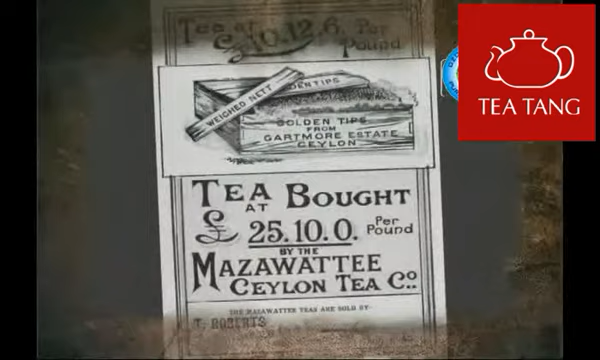 Tea at Per
£10.12.6. Pound
WEIGHED NETT
DEN TIPS
GOLDEN TIPS
FROM
GARTMORE ESTATE
CEYLON
TEA AT BOUGHT
£ 25.10.0. Per Pound
BY THE
MAZAWATTEE
CEYLON TEA Co..
THE MAZAWATTEE TEAS ARE SOLD BY-
T. ROBERTS
TEA TANG